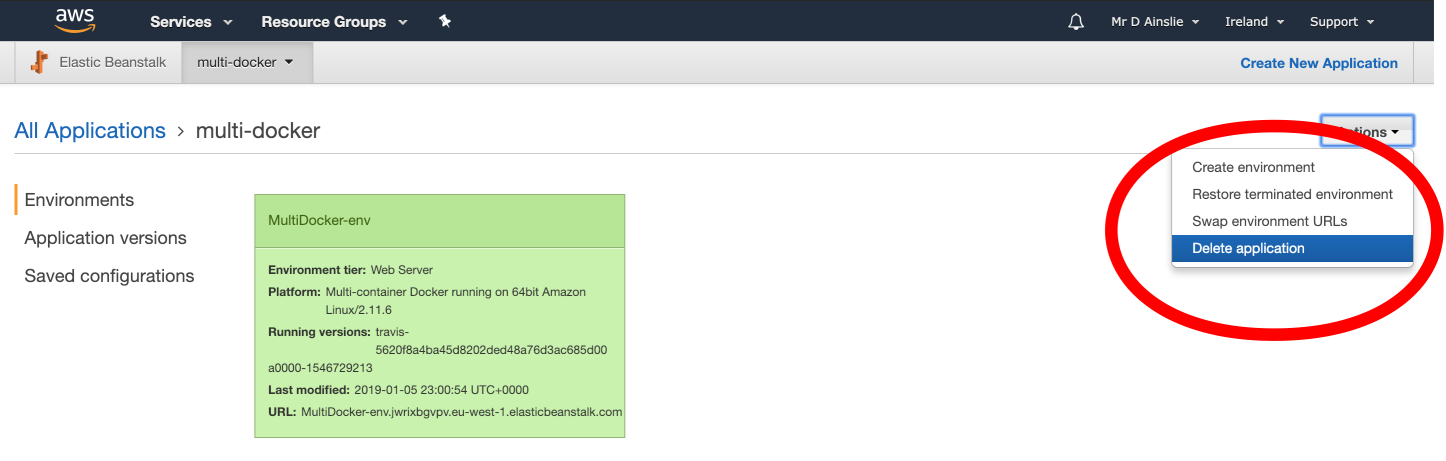 aws Services Resource Groups Mr D Ainslie Ireland Support
Elastic Beanstalk multi-docker Create New Application
All Applications > multi-docker
Create environment
Restore terminated environment
Swap environment URLs
Delete application
Environments
Application versions
Saved configurations
MultiDocker-env
Environment tier: Web Server
Platform: Multi-container Docker running on 64bit Amazon
Linux/2.11.6
Running versions: travis-
5620f8a4ba45d8202ded48a76d3ac685d00
a0000-1546729213
Last modified: 2019-01-05 23:00:54 UTC+0000
URL: MultiDocker-env.jwrixbgvpv.eu-west-1.elasticbeanstalk.com